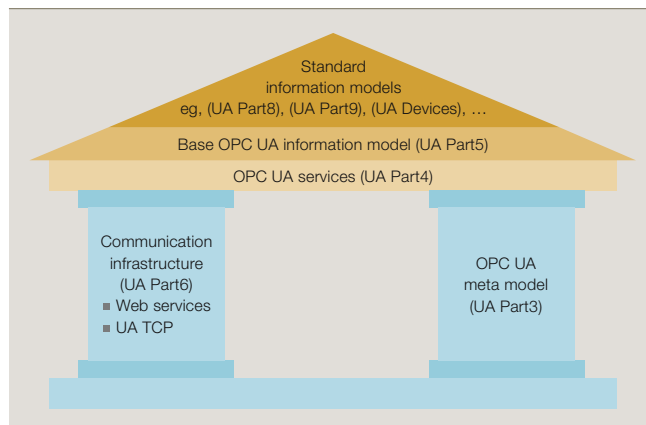 Standard
information models
eg, (UA Part8), (UA Part9), (UA Devices), …
Base OPC UA information model (UA Part5)
OPC UA services (UA Part4)
Communication
infrastructure
(UA Part6)
■ Web services
■ UA TCP
OPC UA
meta model
(UA Part3)